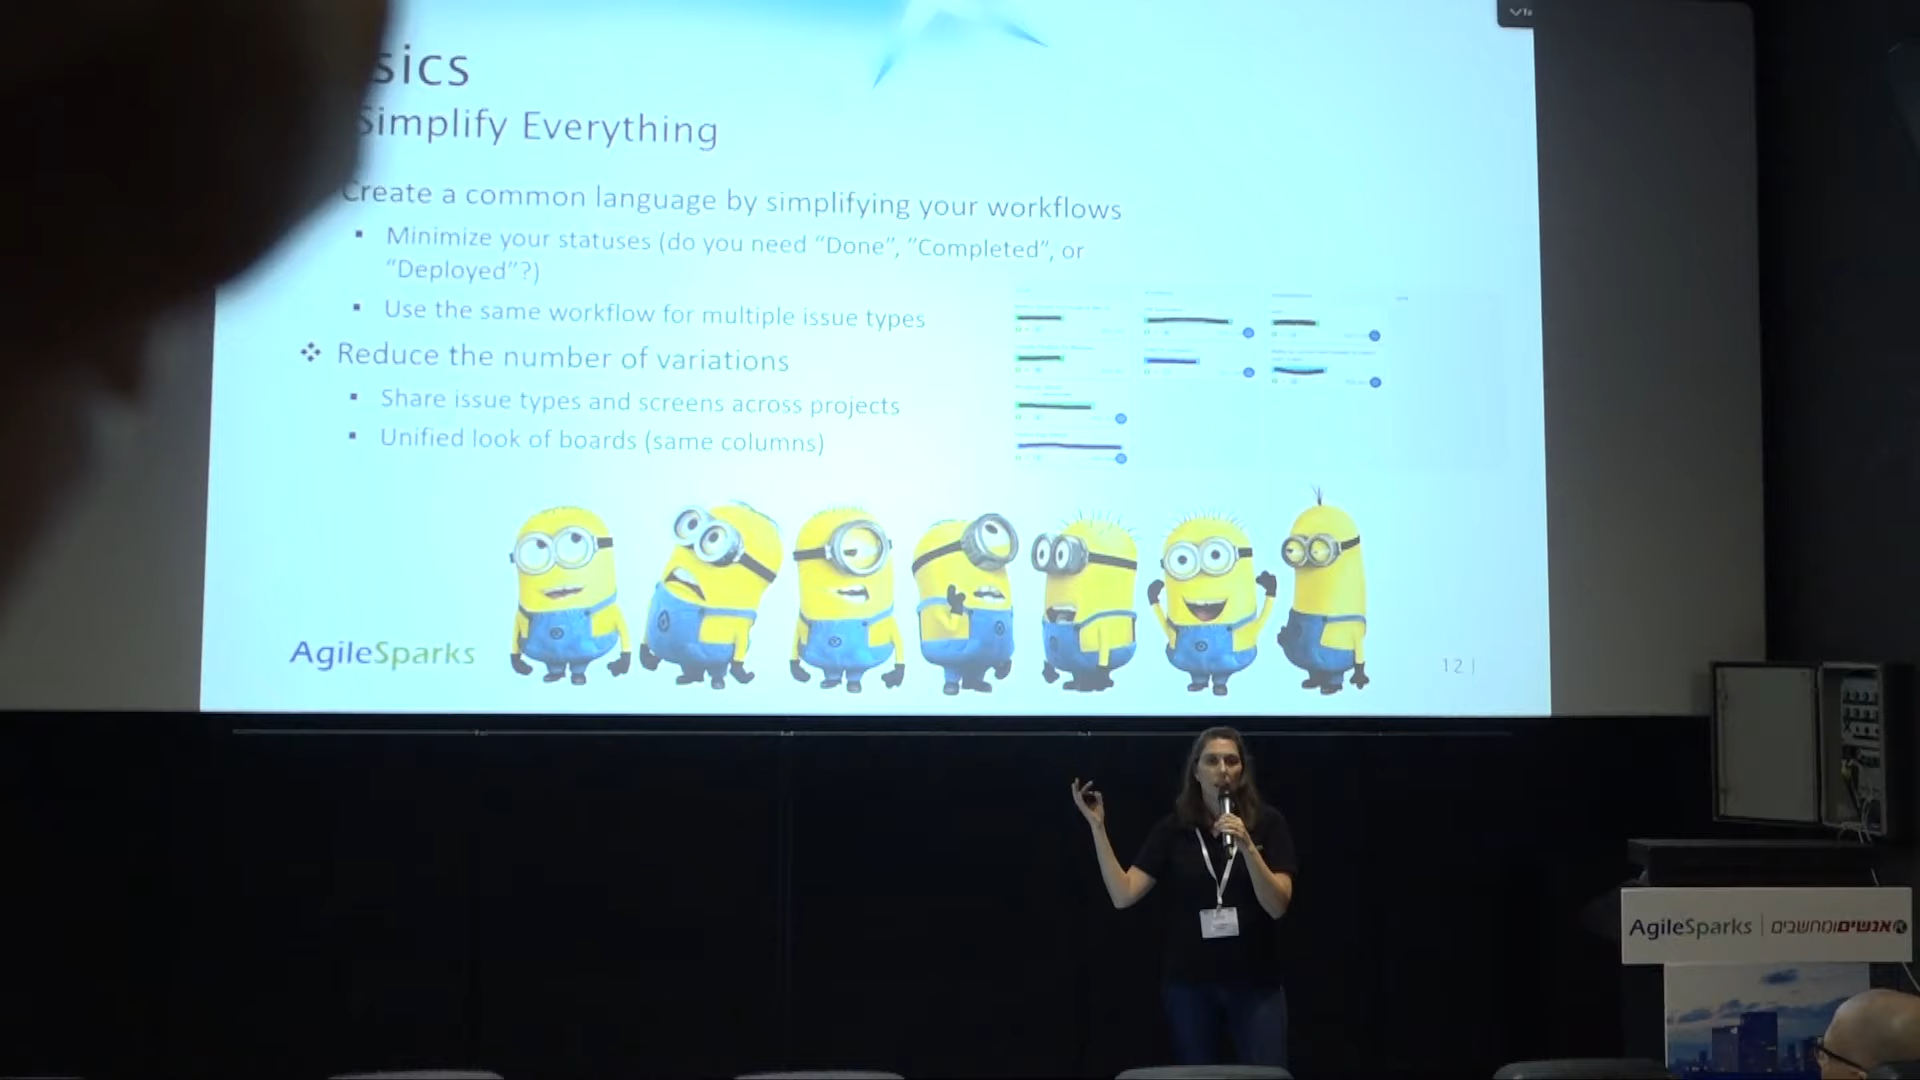 sics
Simplify Everything
Create a common language by simplifying your workflows
▪ Minimize your statuses (do you need “Done”, “Completed”, or
“Deployed”?)
▪ Use the same workflow for multiple issue types
❖ Reduce the number of variations
▪ Share issue types and screens across projects
▪ Unified look of boards (same columns)
AgileSparks
12 |
AgileSparks | אנשים ומחשבים